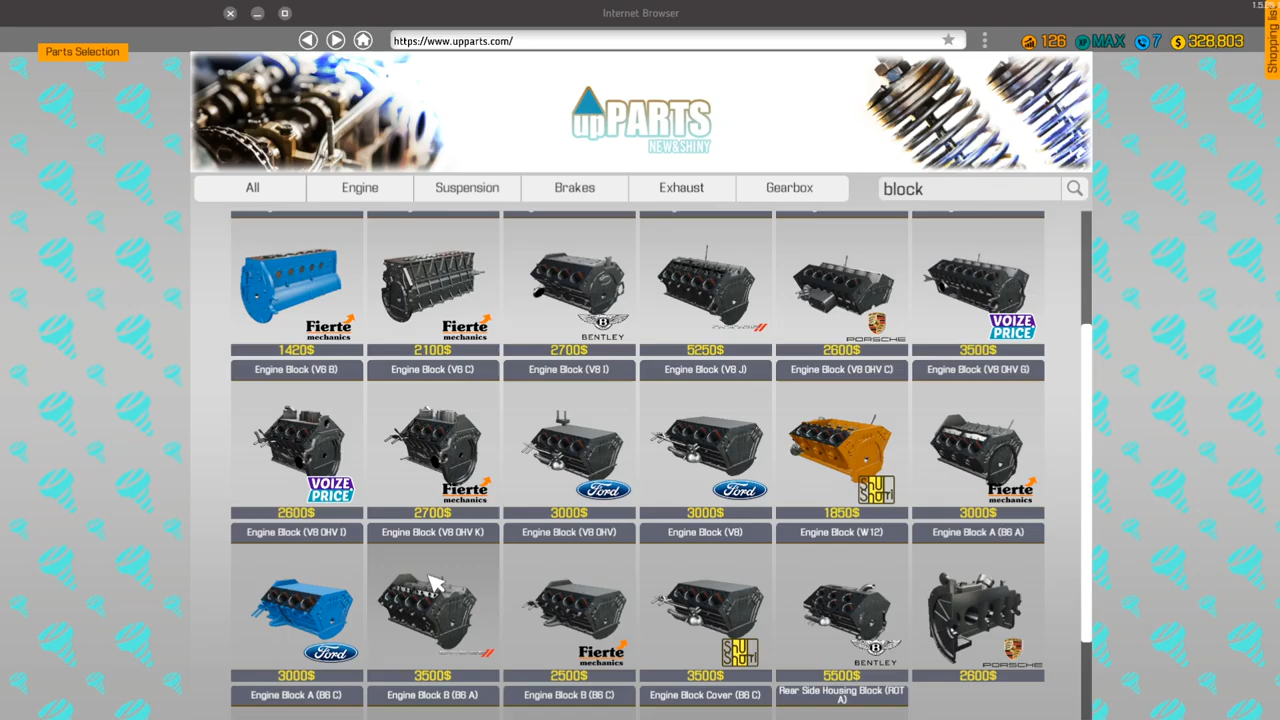 Internet Browser
1.5.
Parts Selection
https://www.upparts.com/
126 XP MAX 7 $ 328,803
Shopping list
upPARTS
NEW&SHINY
All Engine Suspension Brakes Exhaust Gearbox block
Fierte mechanics Fierte mechanics BENTLEY PORSCHE VOIZE PRICE
1420$ 2100$ 2700$ 5250$ 2600$ 3500$
Engine Block (V6 B) Engine Block (V6 C) Engine Block (V8 I) Engine Block (V8 J) Engine Block (V8 OHV C) Engine Block (V8 OHV G)
VOIZE PRICE Fierte mechanics Ford Ford Fierte mechanics
2600$ 2700$ 3000$ 3000$ 1850$ 3000$
Engine Block (V8 OHV I) Engine Block (V8 OHV K) Engine Block (V8 OHV) Engine Block (V8) Engine Block (W12) Engine Block A (B6 A)
Ford Fierte mechanics BENTLEY PORSCHE
3000$ 3500$ 2500$ 3500$ 5500$ 2600$
Engine Block A (B6 C) Engine Block B (B6 A) Engine Block B (B6 C) Engine Block Cover (B6 C) Rear Side Housing Block (ROT A)